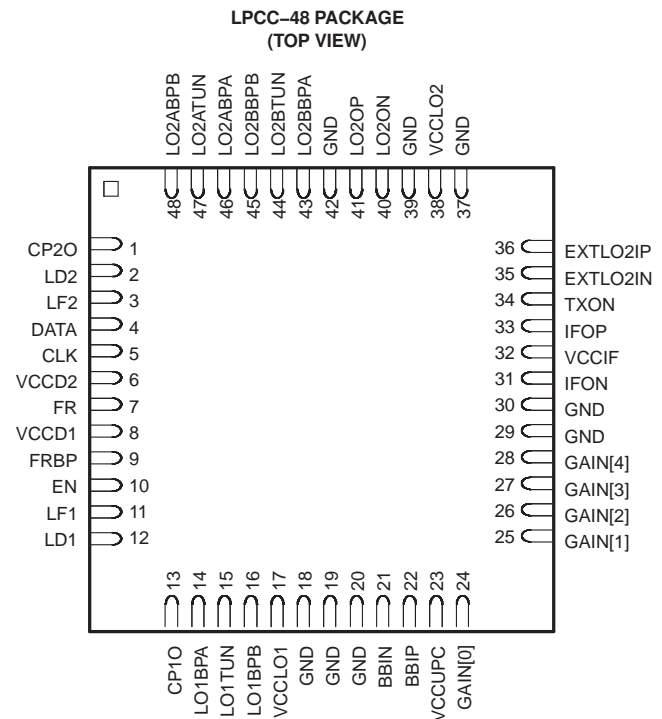 LPCC–48 PACKAGE
(TOP VIEW)
LO2ABPB
LO2ATUN
LO2ABPA
LO2BBPB
LO2BTUN
LO2BBPA
GND
LO2OP
LO2ON
GND
VCCLO2
GND
48
47
46
45
44
43
42
41
40
39
38
37
CP2O 1
LD2 2
LF2 3
DATA 4
CLK 5
VCCD2 6
FR 7
VCCD1 8
FRBP 9
EN 10
LF1 11
LD1 12
36 EXTLO2IP
35 EXTLO2IN
34 TXON
33 IFOP
32 VCCIF
31 IFON
30 GND
29 GND
28 GAIN[4]
27 GAIN[3]
26 GAIN[2]
25 GAIN[1]
13
14
15
16
17
18
19
20
21
22
23
24
CP1O
LO1BPA
LO1TUN
LO1BPB
VCCLO1
GND
GND
GND
BBIN
BBIP
VCCUPC
GAIN[0]